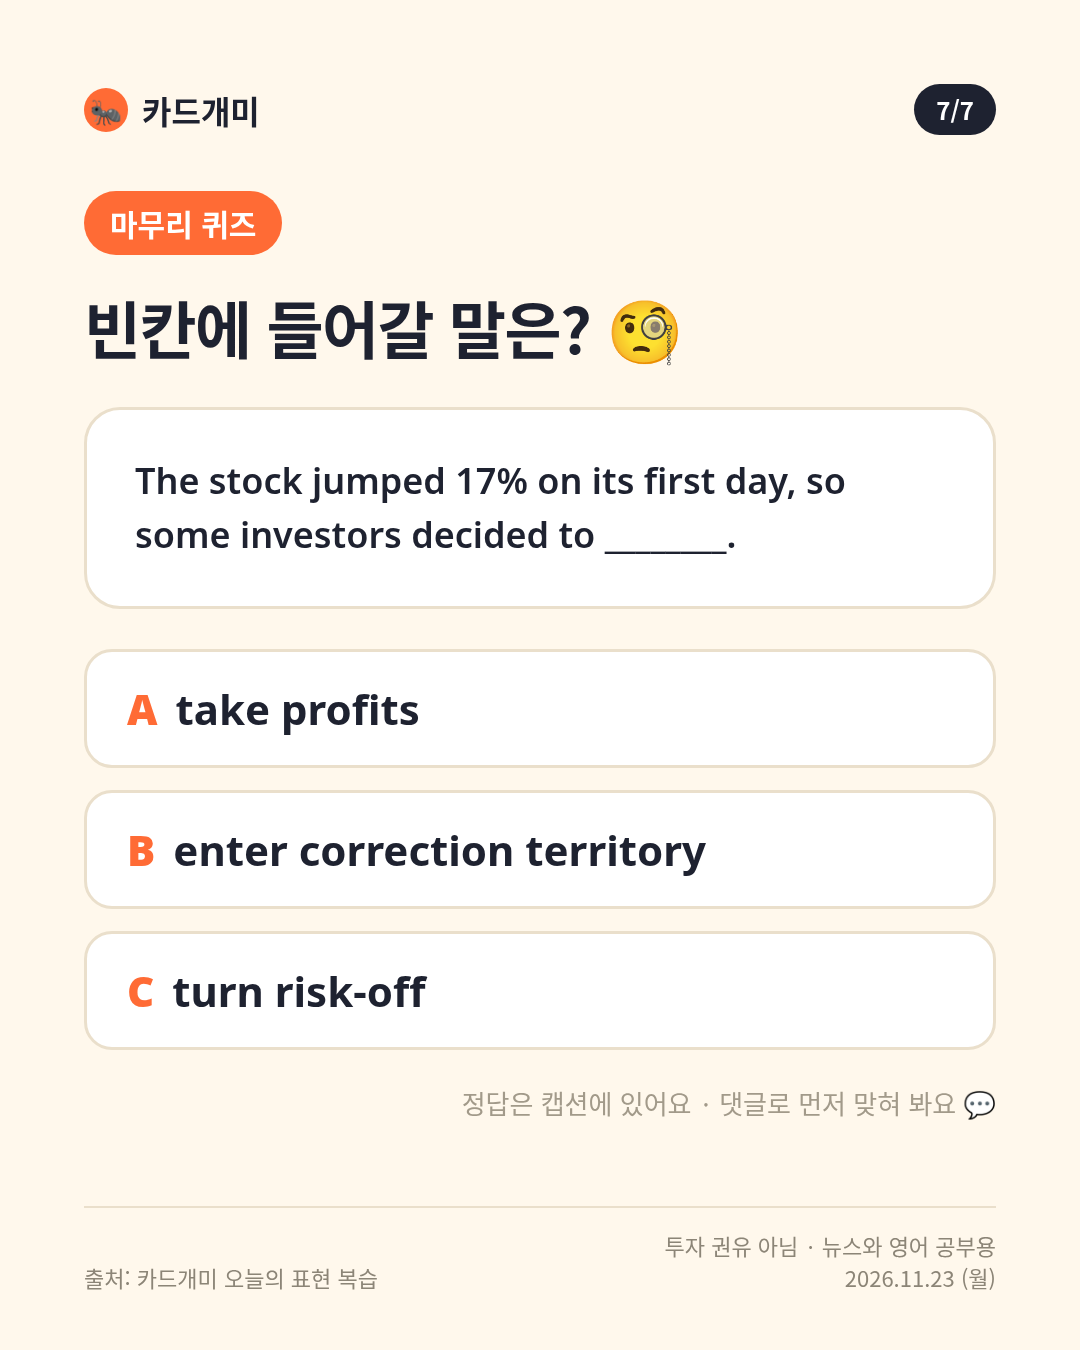 카드개미
7/7
마무리 퀴즈
빈칸에 들어갈 말은? 🧐
The stock jumped 17% on its first day, so
some investors decided to ________.
A take profits
B enter correction territory
C turn risk-off
정답은 캡션에 있어요 · 댓글로 먼저 맞혀 봐요 💬
투자 권유 아님 · 뉴스와 영어 공부용
출처: 카드개미 오늘의 표현 복습
2026.11.23 (월)